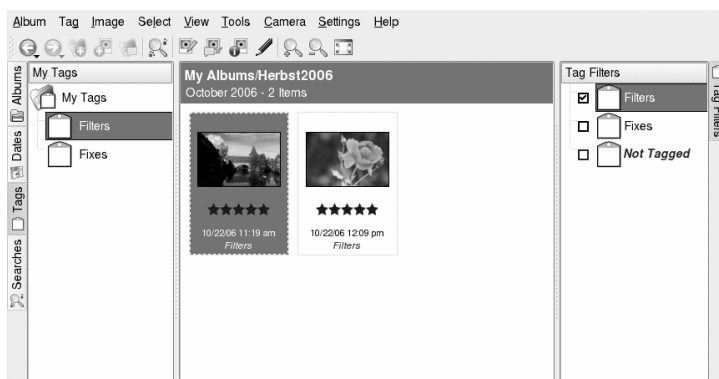 Album Tag Image Select View Tools Camera Settings Help
Albums
Dates
Tags
Searches
My Tags
My Tags
Filters
Fixes
My Albums/Herbst2006
October 2006 - 2 Items
10/22/06 11:19 am
Filters
10/22/06 12:09 pm
Filters
Tag Filters
Filters
Fixes
Not Tagged
Tag Filters